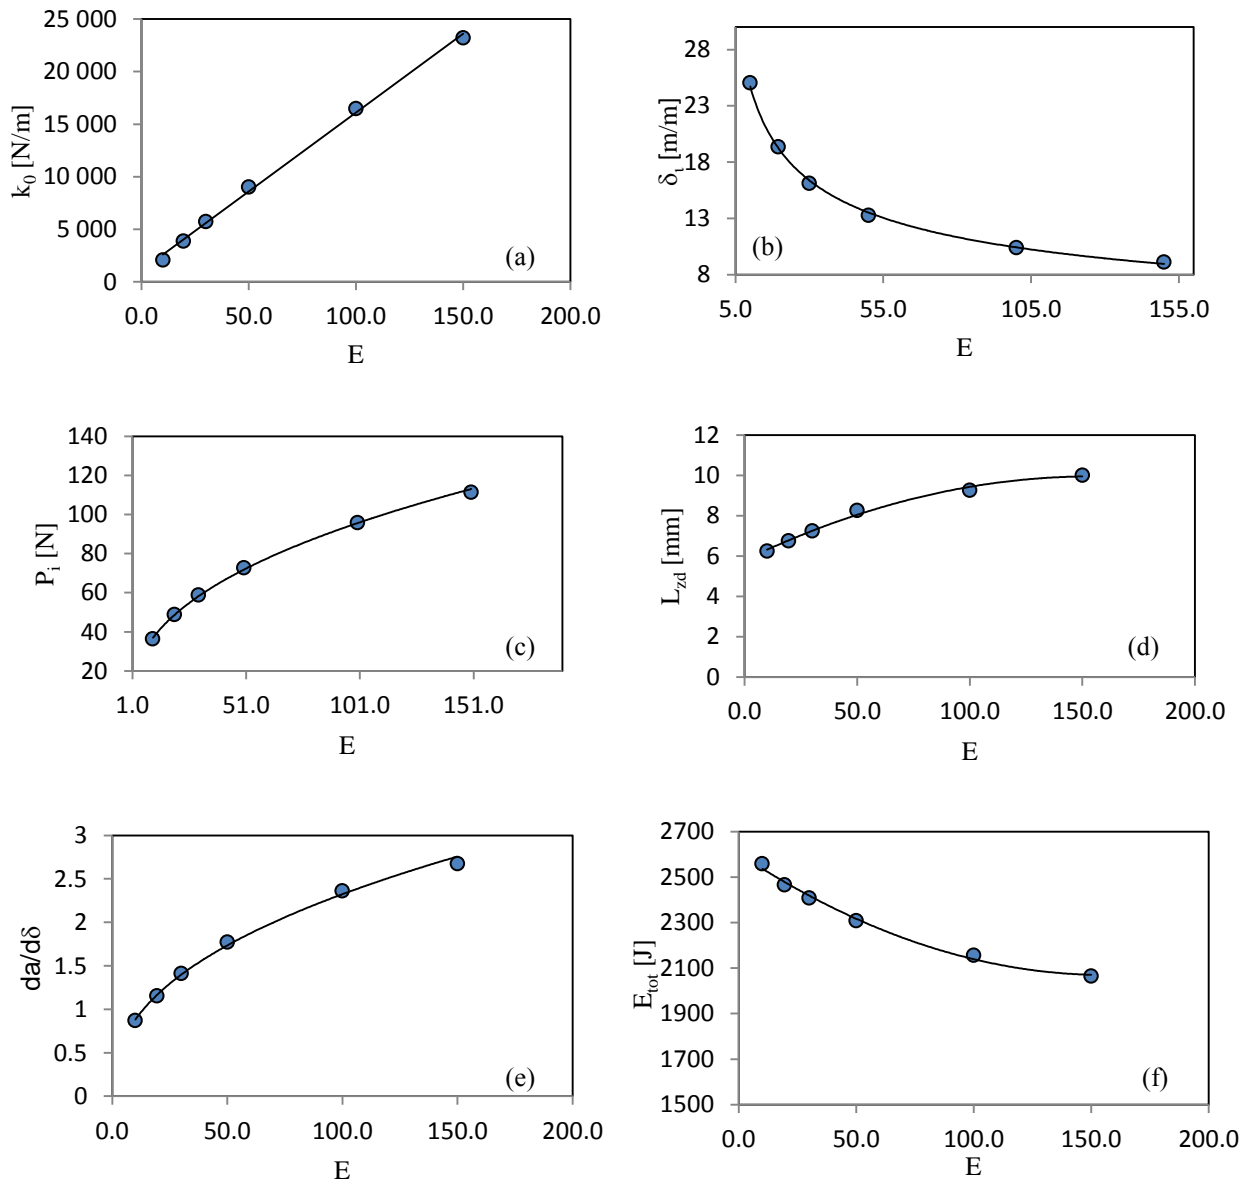 25 000
20 000
15 000
10 000
5 000
0
k0 [N/m]
(a)
0.0 50.0 100.0 150.0 200.0
E
28
23
18
13
8
δι [m/m]
(b)
5.0 55.0 105.0 155.0
E
140
120
100
80
60
40
20
Pi [N]
(c)
1.0 51.0 101.0 151.0
E
12
10
8
6
4
2
0
Lzd [mm]
(d)
0.0 50.0 100.0 150.0 200.0
E
3
2.5
2
1.5
1
0.5
0
da/dδ
(e)
0.0 50.0 100.0 150.0 200.0
E
2700
2500
2300
2100
1900
1700
1500
Etot [J]
(f)
0.0 50.0 100.0 150.0 200.0
E